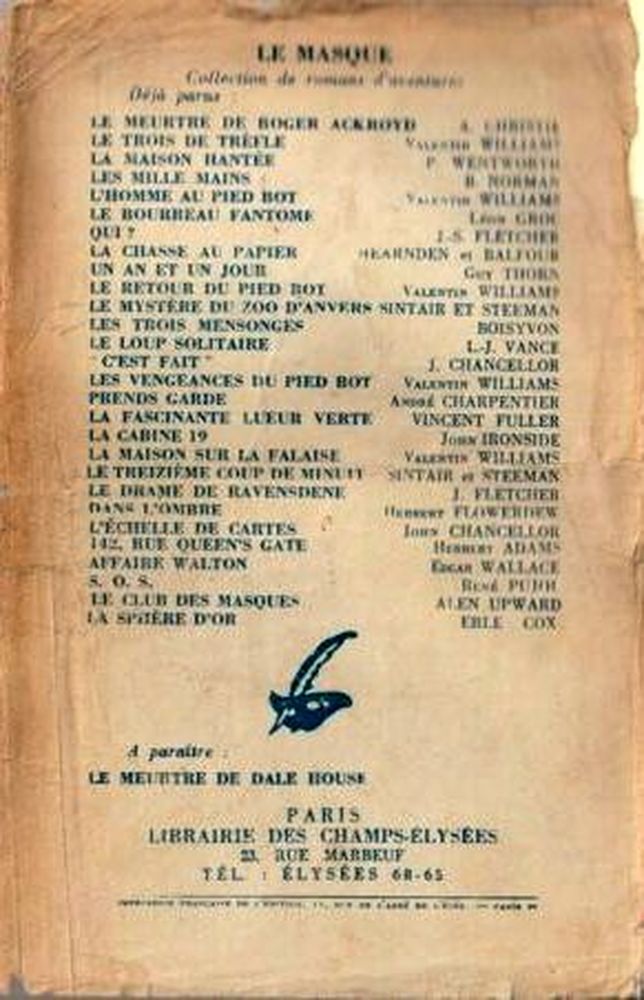 LE MASQUE
Collection de romans d'aventures
Déjà parus
LE MEURTRE DE ROGER ACKROYD A. CHRISTIE
LE TROIS DE TRÈFLE Valentin WILLIAMS
LA MAISON HANTÉE P. WENTWORTH
LES MILLE MAINS B. NORMAN
L'HOMME AU PIED BOT Valentin WILLIAMS
LE BOURREAU FANTOME Léon GROC
QUI ? J.-S. FLETCHER
LA CHASSE AU PAPIER HEARNDEN et BALFOUR
UN AN ET UN JOUR Guy THORN
LE RETOUR DU PIED BOT Valentin WILLIAMS
LE MYSTÈRE DU ZOO D'ANVERS SINTAIR ET STEEMAN
LES TROIS MENSONGES BOISYVON
LE LOUP SOLITAIRE L.-J. VANCE
"C'EST FAIT" J. CHANCELLOR
LES VENGEANCES DU PIED BOT Valentin WILLIAMS
PRENDS GARDE André CHARPENTIER
LA FASCINANTE LUEUR VERTE VINCENT FULLER
LA CABINE 19 John IRONSIDE
LA MAISON SUR LA FALAISE Valentin WILLIAMS
LE TREIZIÈME COUP DE MINUIT SINTAIR et STEEMAN
LE DRAME DE RAVENSDENE J. FLETCHER
DANS L'OMBRE Herbert FLOWERDEW
L'ÉCHELLE DE CARTES John CHANCELLOR
142, RUE QUEEN'S GATE Herbert ADAMS
AFFAIRE WALTON Edgar WALLACE
S. O. S. René
LE CLUB DES MASQUES ALEN UPWARD
LA SPHÈRE D'OR ERLE COX
A paraître :
LE MEURTRE DE DALE HOUSE
PARIS
LIBRAIRIE DES CHAMPS-ÉLYSÉES
23, RUE MARBEUF
TÉL. : ÉLYSÉES 68-65